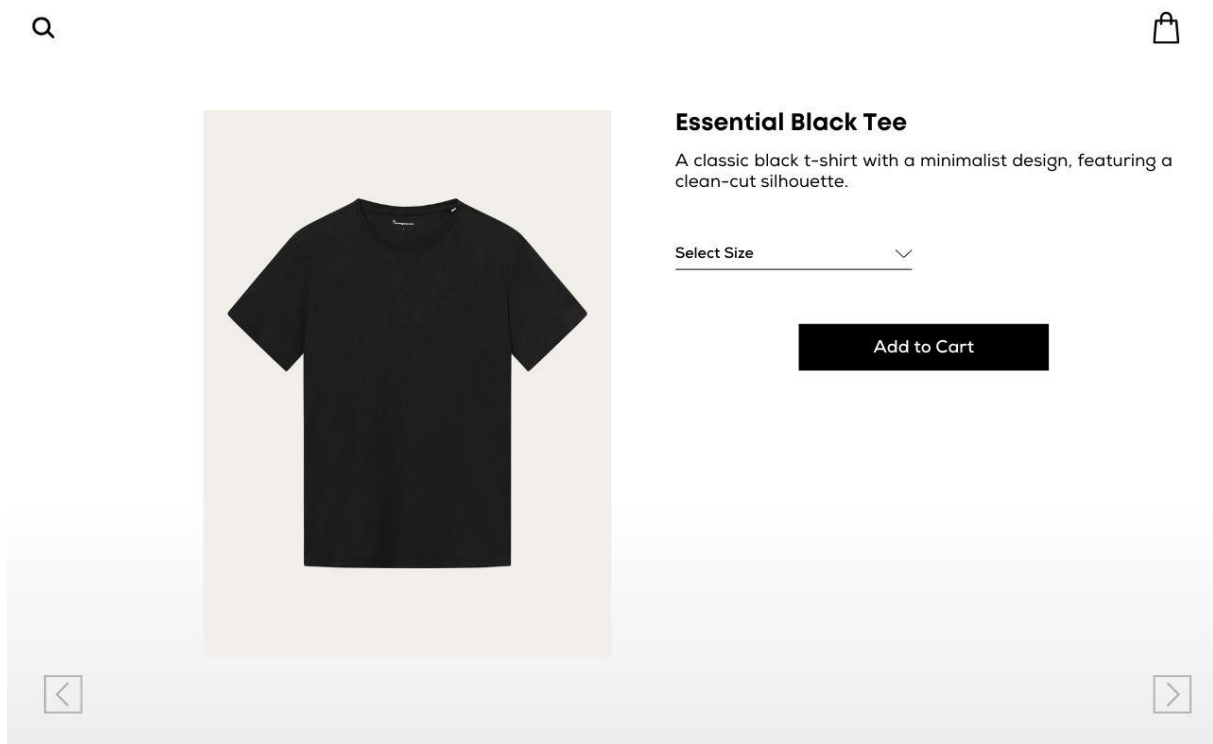 Essential Black Tee
A classic black t-shirt with a minimalist design, featuring a
clean-cut silhouette.
Select Size
Add to Cart